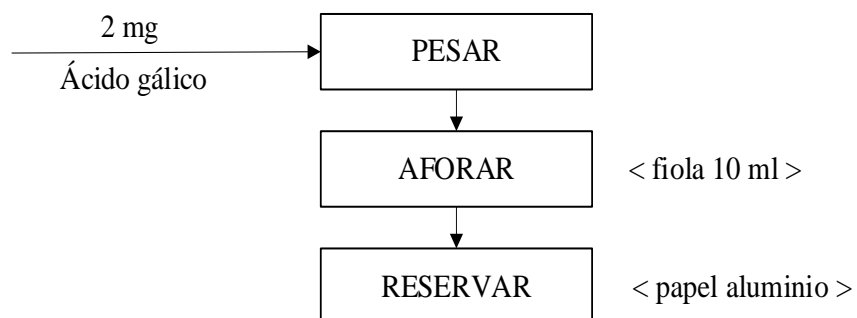 2 mg
Ácido gálico
PESAR
AFORAR
< fiola 10 ml >
RESERVAR
< papel aluminio >